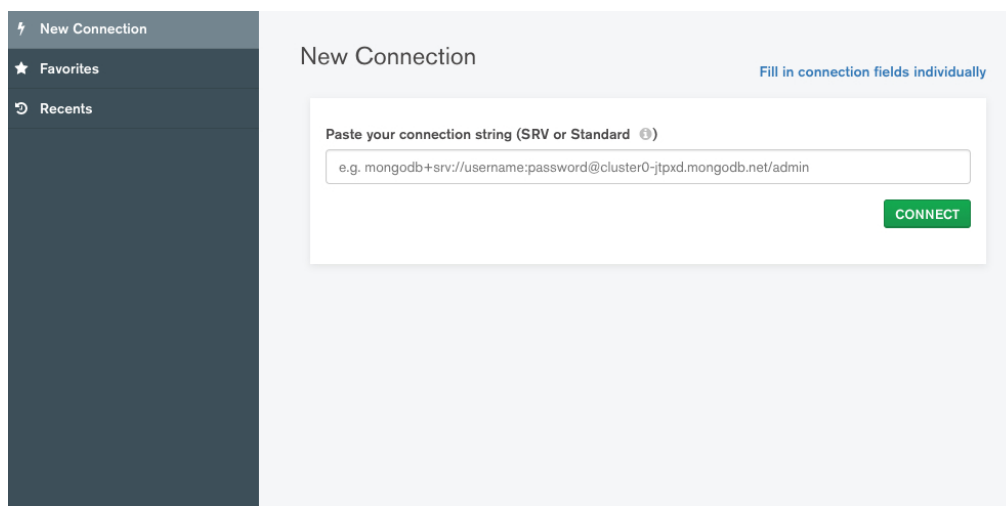 New Connection
Favorites
Recents
New Connection
Fill in connection fields individually
Paste your connection string (SRV or Standard )
e.g. mongodb+srv://username:password@cluster0-jtpxd.mongodb.net/admin
CONNECT